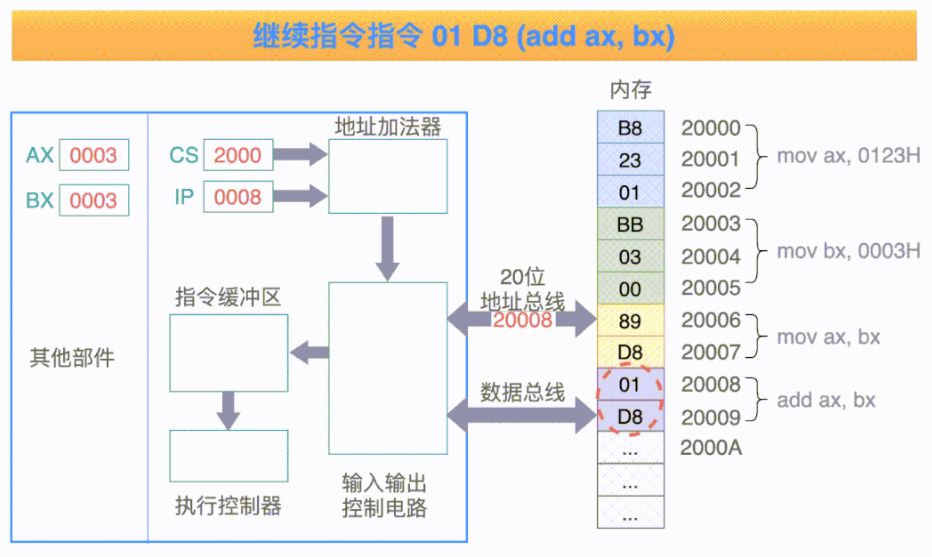 继续指令指令 01 D8 (add ax, bx)
内存
地址加法器
AX 0003
CS 2000
BX 0003
IP 0008
B8 20000
23 20001 mov ax, 0123H
01 20002
BB 20003
03 20004 mov bx, 0003H
00 20005
20位
地址总线
20008
89 20006
D8 20007 mov ax, bx
指令缓冲区
其他部件
数据总线
01 20008
D8 20009 add ax, bx
... 2000A
...
...
执行控制器
输入输出
控制电路